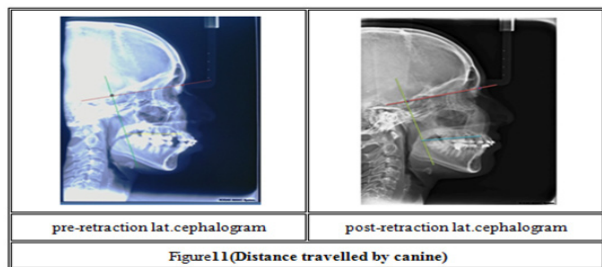 pre-retraction lat.cephalogram
post-retraction lat.cephalogram
Figure11(Distance travelled by canine)